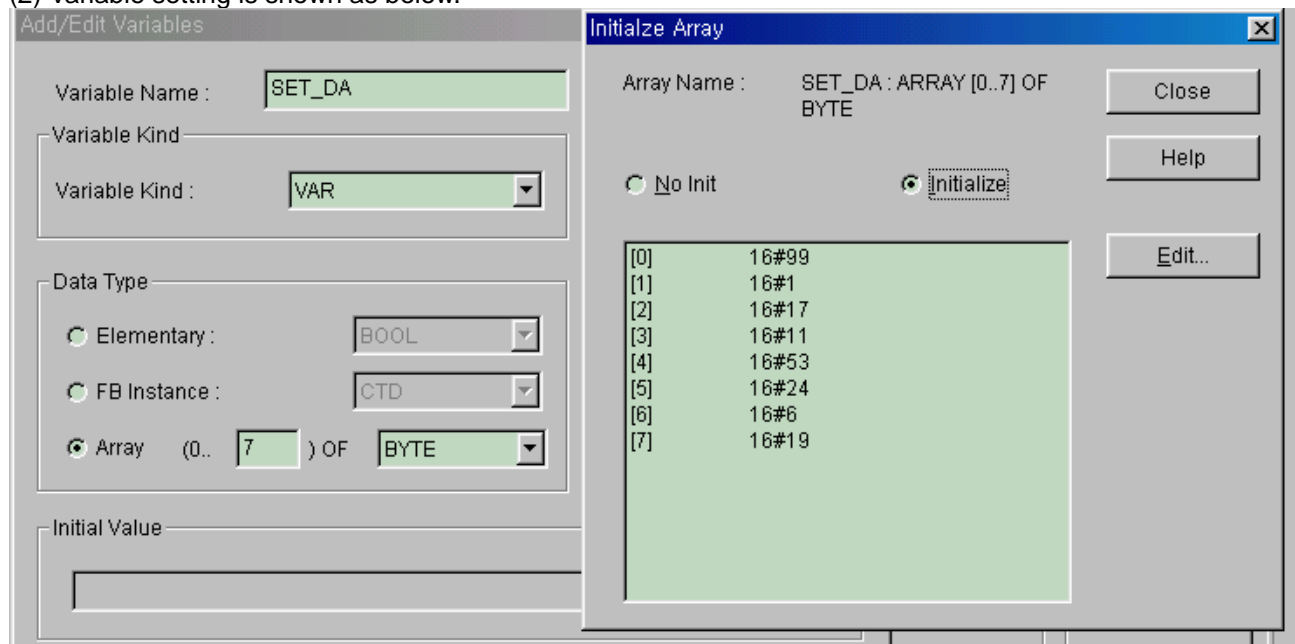 (2) Variable setting is shown as below.
Add/Edit Variables
Variable Name :
SET_DA
Variable Kind
Variable Kind :
VAR
Data Type
Elementary :
BOOL
FB Instance :
CTD
Array (0.. 7 ) OF BYTE
Initial Value
Initialze Array
Array Name :
SET_DA : ARRAY [0..7] OF
BYTE
Close
Help
No Init
Initialize
Edit...
[0] 16#99
[1] 16#1
[2] 16#17
[3] 16#11
[4] 16#53
[5] 16#24
[6] 16#6
[7] 16#19